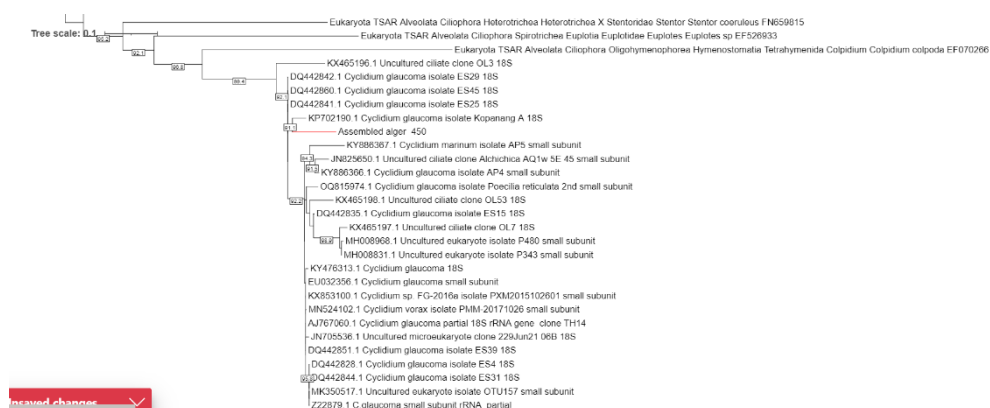 Eukaryota TSAR Alveolata Ciliophora Heterotrichea Heterotrichea X Stentoridae Stentor Stentor coeruleus FN659815
Tree scale: 0.1
Eukaryota TSAR Alveolata Ciliophora Spirotrichea Euplotia Euplotidae Euplotes Euplotes sp EF526933
Eukaryota TSAR Alveolata Ciliophora Oligohymenophorea Hymenostomatia Tetrahymenida Colpidium Colpidium colpoda EF070266
KX465196.1 Uncultured ciliate clone OL3 18S
DQ442842.1 Cyclidium glaucoma isolate ES29 18S
DQ442860.1 Cyclidium glaucoma isolate ES45 18S
DQ442841.1 Cyclidium glaucoma isolate ES25 18S
KP702190.1 Cyclidium glaucoma isolate Kopanang A 18S
Assembled alger 450
KY886367.1 Cyclidium marinum isolate AP5 small subunit
JN825650.1 Uncultured ciliate clone Alchichica AQ1w 5E 45 small subunit
KY886366.1 Cyclidium glaucoma isolate AP4 small subunit
OQ815974.1 Cyclidium glaucoma isolate Poecilia reticulata 2nd small subunit
KX465198.1 Uncultured ciliate clone OL53 18S
DQ442835.1 Cyclidium glaucoma isolate ES15 18S
KX465197.1 Uncultured ciliate clone OL7 18S
MH008968.1 Uncultured eukaryote isolate P480 small subunit
MH008831.1 Uncultured eukaryote isolate P343 small subunit
KY476313.1 Cyclidium glaucoma 18S
EU032356.1 Cyclidium glaucoma small subunit
KX853100.1 Cyclidium sp. FG-2016a isolate PXM2015102601 small subunit
MN524102.1 Cyclidium vorax isolate PMM-20171026 small subunit
AJ767060.1 Cyclidium glaucoma partial 18S rRNA gene clone TH14
JN705536.1 Uncultured microeukaryote clone 229Jun21 06B 18S
DQ442851.1 Cyclidium glaucoma isolate ES39 18S
DQ442828.1 Cyclidium glaucoma isolate ES4 18S
DQ442844.1 Cyclidium glaucoma isolate ES31 18S
MK350517.1 Uncultured eukaryote isolate OTU157 small subunit
Unsaved changes
Z22879.1 C.glaucoma small subunit rRNA partial